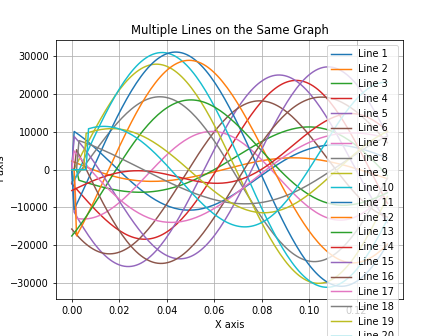 Multiple Lines on the Same Graph
30000
20000
10000
0
−10000
−20000
−30000
0.00
0.02
0.04
0.06
0.08
0.10
X axis
Line 1
Line 2
Line 3
Line 4
Line 5
Line 6
Line 7
Line 8
Line 9
Line 10
Line 11
Line 12
Line 13
Line 14
Line 15
Line 16
Line 17
Line 18
Line 19
Line 20